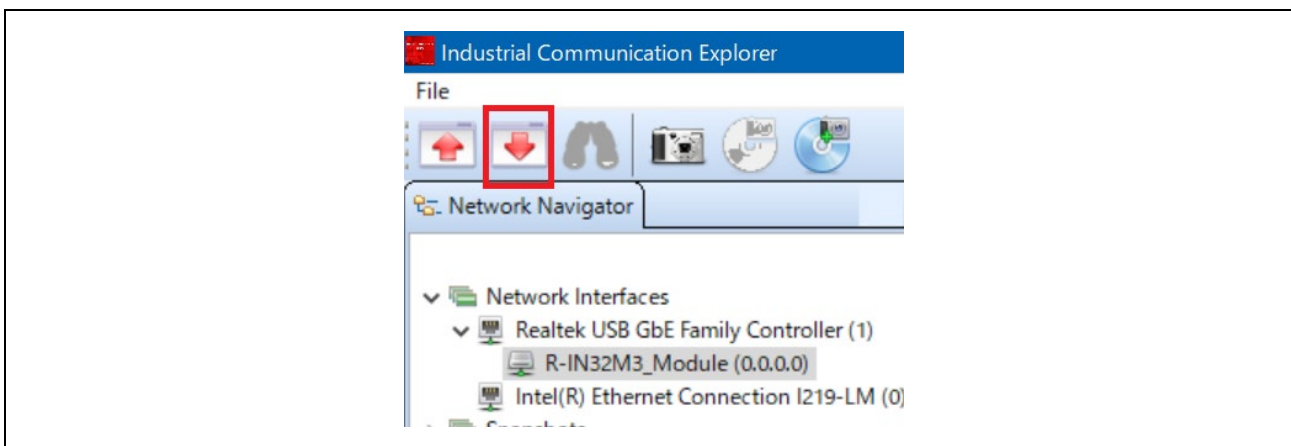 Industrial Communication Explorer
File
Network Navigator
Network Interfaces
Realtek USB GbE Family Controller (1)
R-IN32M3_Module (0.0.0.0)
Intel(R) Ethernet Connection I219-LM (0)
Snapshots